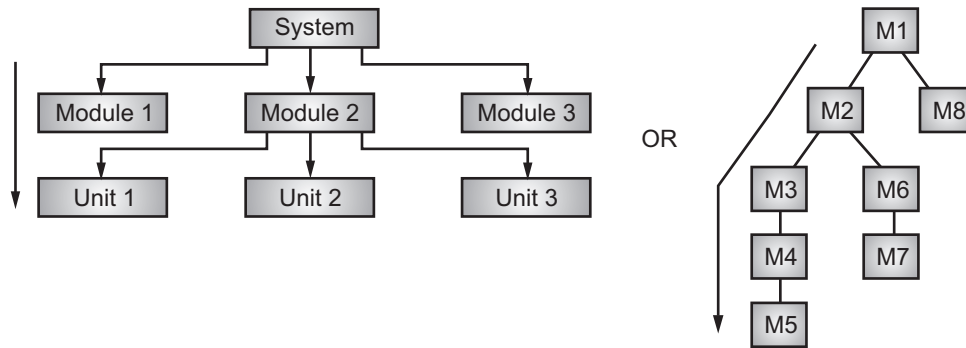 System
Module 1 Module 2 Module 3
Unit 1 Unit 2 Unit 3
OR
M1
M2 M8
M3 M6
M4 M7
M5